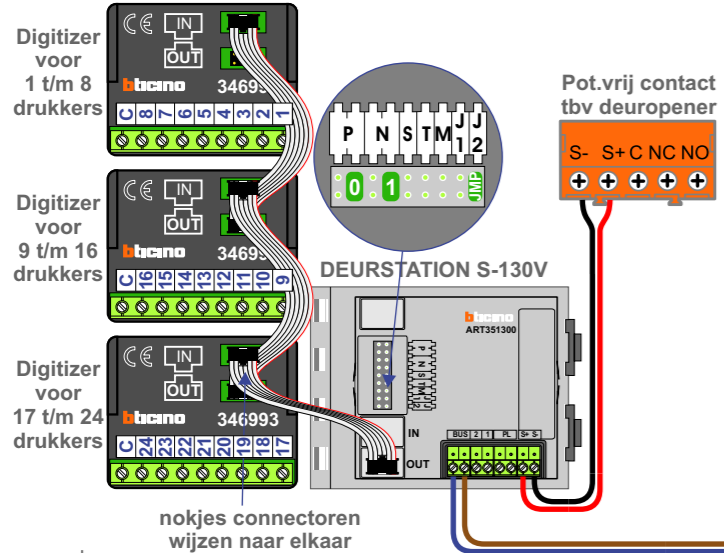 Digitizer
voor
1 t/m 8
drukkers
IN
OUT
bticino
C 8 7 6 5 4 3 2 1
Digitizer
voor
9 t/m 16
drukkers
IN
OUT
bticino
C 16 15 14 13 12 11 10 9
Digitizer
voor
17 t/m 24
drukkers
IN
OUT
bticino
346993
C 24 23 22 21 20 19 18 17
nokjes connectoren
wijzen naar elkaar
P N S T M J1 J2
0 1 JMP
DEURSTATION S-130V
bticino
ART351300
P N S T M J1 J2
IN
OUT
BUS 2 1 PL S+ S-
Pot.vrij contact
tbv deuropener
S- S+ C NC NO